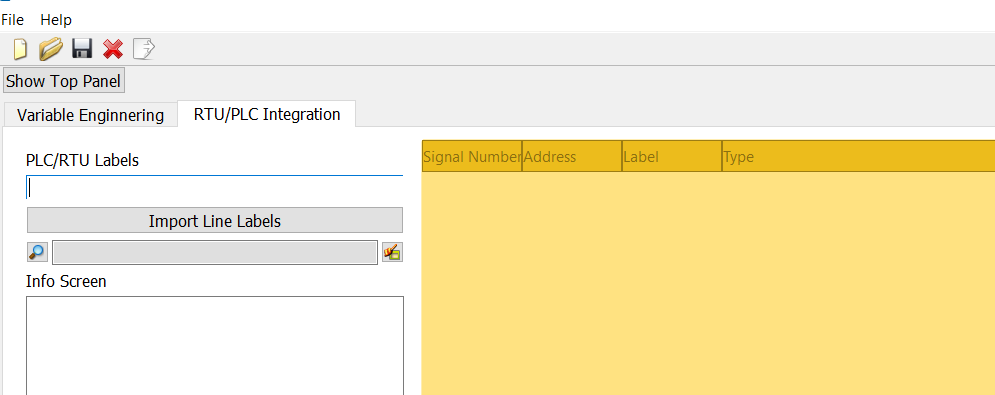 File Help
Show Top Panel
Variable Enginnering RTU/PLC Integration
PLC/RTU Labels
Import Line Labels
Info Screen
Signal Number Address Label Type